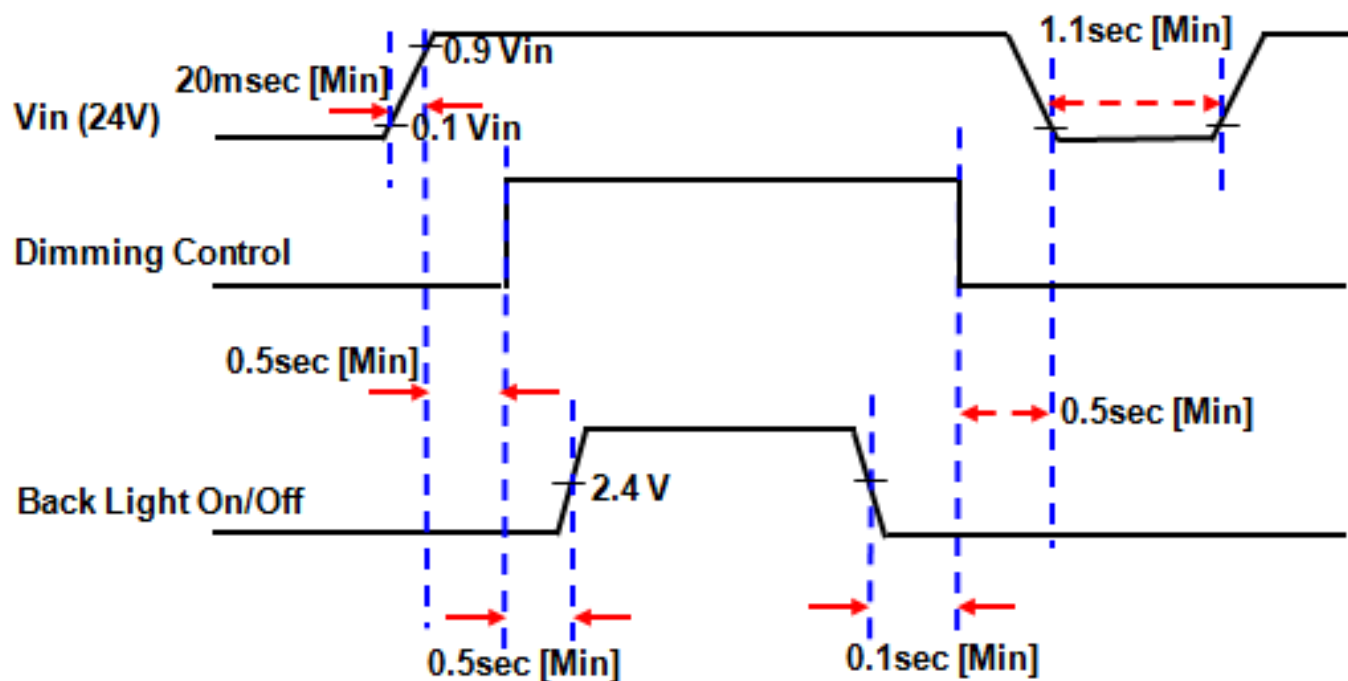 1.1sec [Min]
0.9 Vin
20msec [Min]
Vin (24V)
0.1 Vin
Dimming Control
0.5sec [Min]
0.5sec [Min]
Back Light On/Off
2.4 V
0.5sec [Min]
0.1sec [Min]